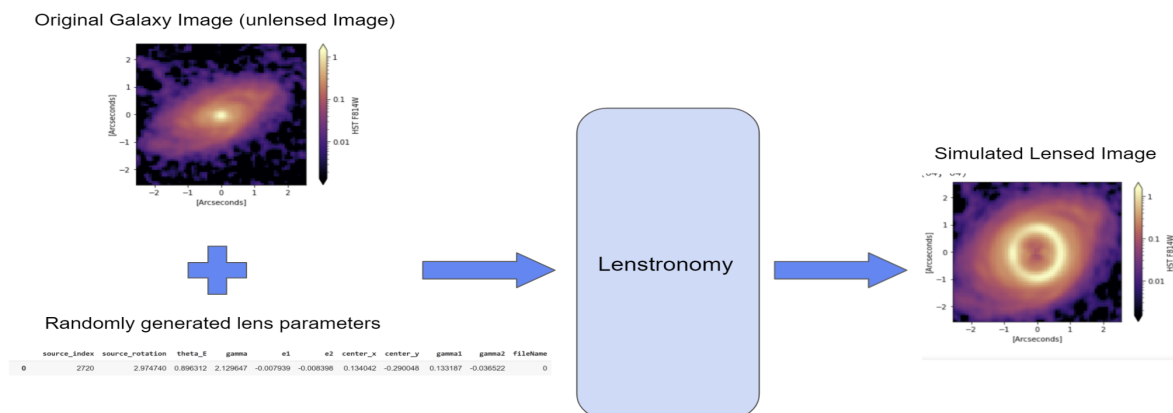 Original Galaxy Image (unlensed Image)
2
1
0
−1
−2
[Arcseconds]
−2 −1 0 1 2
[Arcseconds]
1
0.1
0.01
HST F814W
Randomly generated lens parameters
source_index source_rotation theta_E gamma e1 e2 center_x center_y gamma1 gamma2 fileName
0 2720 2.974740 0.896312 2.129647 -0.007939 -0.008398 0.134042 -0.290048 0.133187 -0.036522 0
Lenstronomy
Simulated Lensed Image
2
1
0
−1
−2
[Arcseconds]
−2 −1 0 1 2
[Arcseconds]
1
0.1
0.01
HST F814W